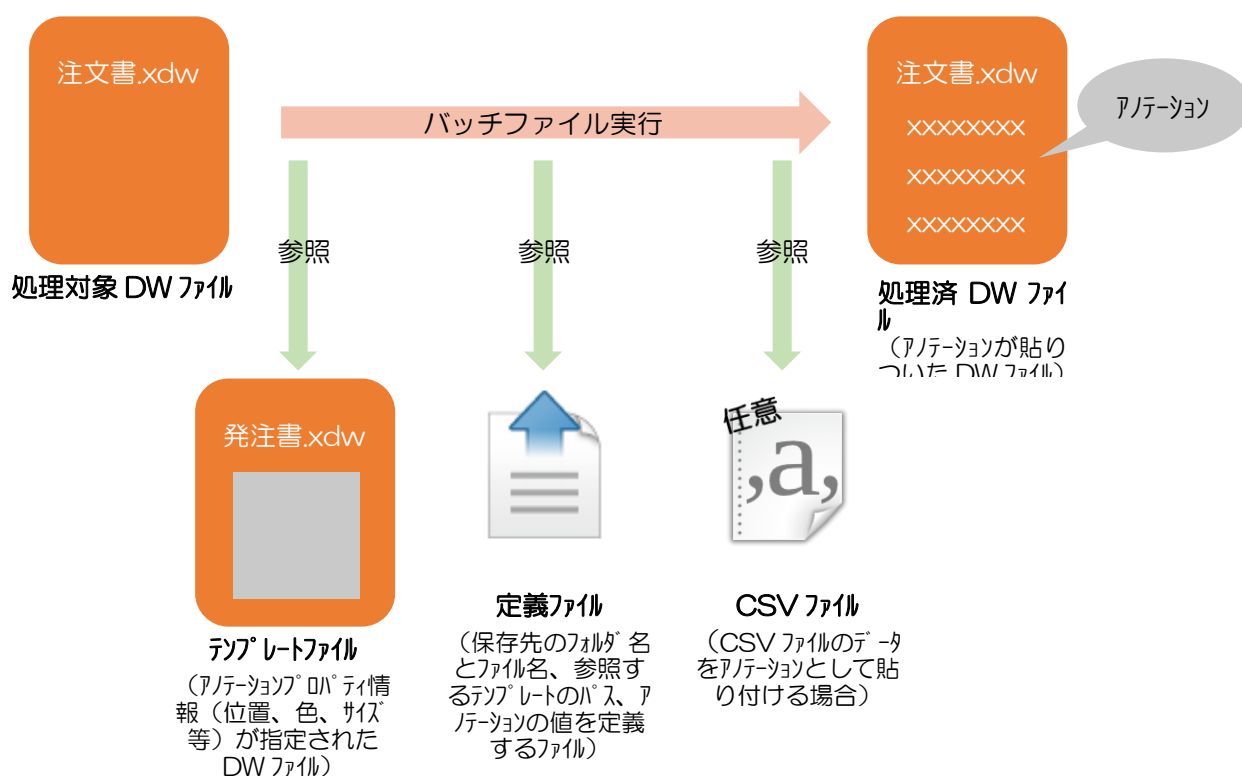 注文書.xdw
バッチファイル実行
注文書.xdw
xxxxxxxx
xxxxxxxx
xxxxxxxx
ｱﾉﾃｰｼｮﾝ
参照
参照
参照
処理対象 DW ﾌｧｲﾙ
処理済 DW ﾌｧｲ
ﾙ
（ｱﾉﾃｰｼｮﾝが貼り
ついた DW ﾌｧｲﾙ）
発注書.xdw
任意
,a,
ﾃﾝﾌﾟﾚｰﾄﾌｧｲﾙ
（ｱﾉﾃｰｼｮﾝﾌﾟﾛﾊﾟﾃｨ情
報（位置、色、ｻｲｽﾞ
等）が指定された
DW ﾌｧｲﾙ）
定義ﾌｧｲﾙ
（保存先のﾌｫﾙﾀﾞ名
とﾌｧｲﾙ名、参照す
るﾃﾝﾌﾟﾚｰﾄのﾊﾟｽ、ｱ
ﾉﾃｰｼｮﾝの値を定義
するﾌｧｲﾙ）
CSV ﾌｧｲﾙ
（CSV ﾌｧｲﾙのﾃﾞｰﾀ
をｱﾉﾃｰｼｮﾝとして貼
り付ける場合）